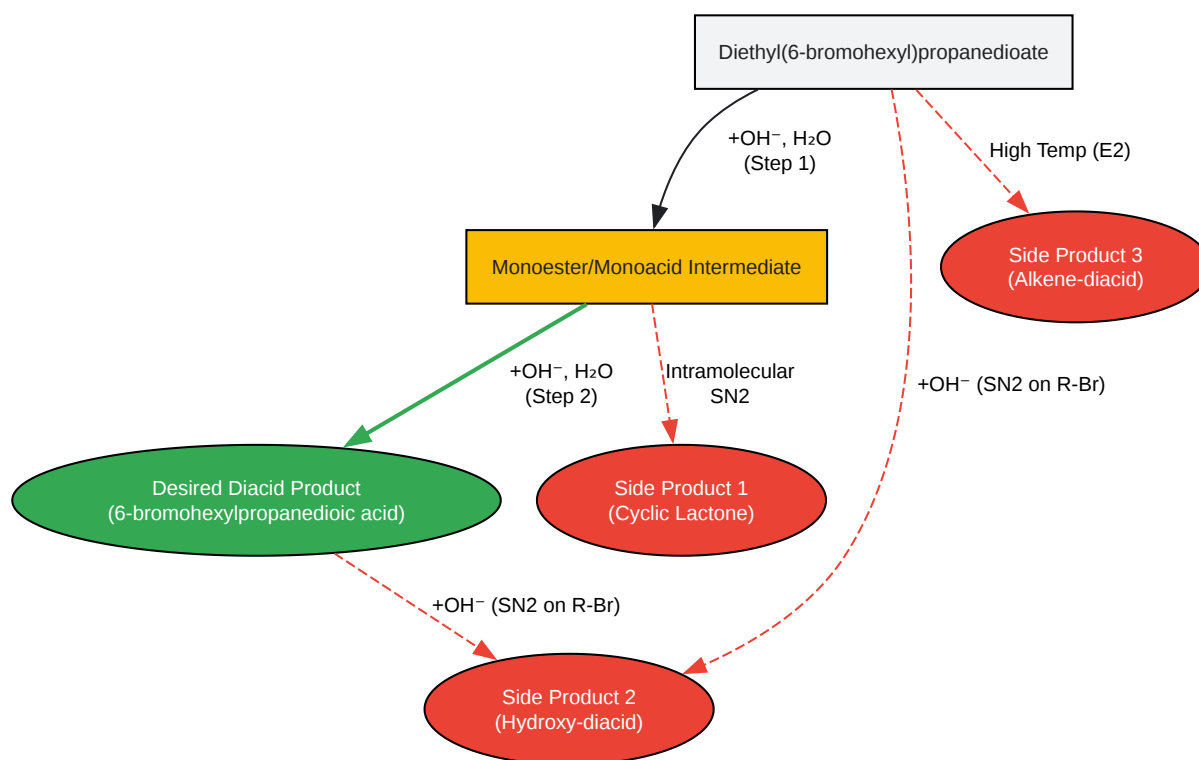 Diethyl(6-bromohexyl)propanedioate
+OH⁻, H₂O
(Step 1)
High Temp (E2)
Monoester/Monoacid Intermediate
Side Product 3
(Alkene-diacid)
+OH⁻, H₂O
(Step 2)
Intramolecular
SN2
+OH⁻ (SN2 on R-Br)
Desired Diacid Product
(6-bromohexylpropanedioic acid)
Side Product 1
(Cyclic Lactone)
+OH⁻ (SN2 on R-Br)
Side Product 2
(Hydroxy-diacid)